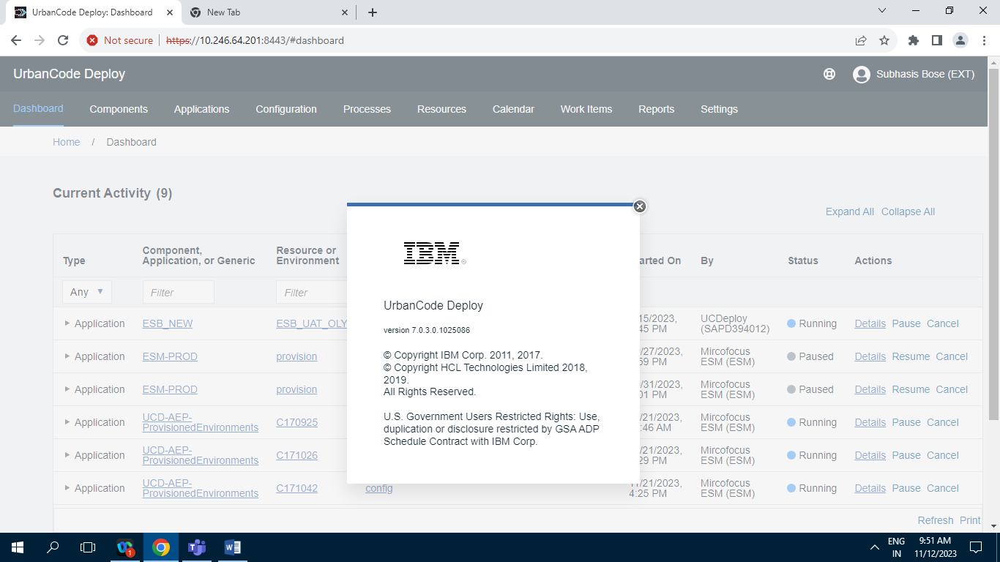 UrbanCode Deploy: Dashboard
New Tab
Not secure https://10.246.64.201:8443/#dashboard
UrbanCode Deploy
Subhasis Bose (EXT)
Dashboard Components Applications Configuration Processes Resources Calendar Work Items Reports Settings
Home / Dashboard
Current Activity (9)
Expand All Collapse All
Type
Component,
Application, or Generic
Resource or
Environment
arted On
By
Status
Actions
Any
Filter
Filter
Application
ESB_NEW
ESB_UAT_OLY
15/2023,
45 PM
UCDeploy
(SAPD394012)
Running
Details Pause Cancel
Application
ESM-PROD
provision
/27/2023,
59 PM
Mircofocus
ESM (ESM)
Paused
Details Resume Cancel
Application
ESM-PROD
provision
/31/2023,
01 PM
Mircofocus
ESM (ESM)
Paused
Details Resume Cancel
Application
UCD-AEP-
ProvisionedEnvironments
C170925
/21/2023,
:46 AM
Mircofocus
ESM (ESM)
Running
Details Pause Cancel
Application
UCD-AEP-
ProvisionedEnvironments
C171026
/21/2023,
29 PM
Mircofocus
ESM (ESM)
Running
Details Pause Cancel
Application
UCD-AEP-
ProvisionedEnvironments
C171042
config
11/21/2023,
4:25 PM
Mircofocus
ESM (ESM)
Running
Details Pause Cancel
Refresh Print
IBM®
UrbanCode Deploy
version 7.0.3.0.1025086
© Copyright IBM Corp. 2011, 2017.
© Copyright HCL Technologies Limited 2018,
2019.
All Rights Reserved.
U.S. Government Users Restricted Rights: Use,
duplication or disclosure restricted by GSA ADP
Schedule Contract with IBM Corp.
1
ENG
IN
9:51 AM
11/12/2023